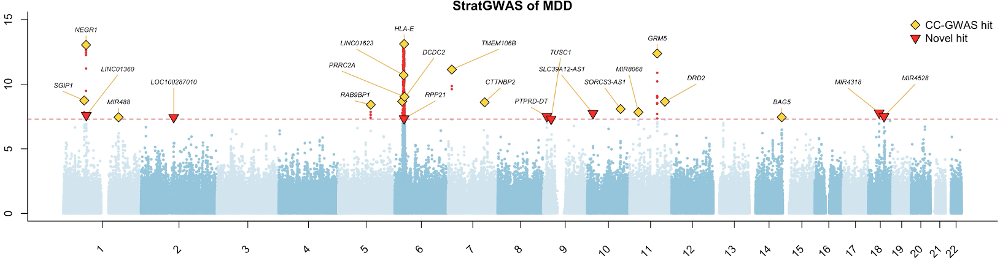 StratGWAS of MDD
15
10
5
0
CC-GWAS hit
Novel hit
NEGR1
HLA-E
GRM5
LINC01623
TMEM106B
DCDC2
TUSC1
PRRC2A
LINC01360
SLC39A12-AS1
MIR8068
SGIP1
LOC100287010
CTTNBP2
SORCS3-AS1
DRD2
MIR4318
MIR4528
MIR488
RAB9BP1
RPP21
PTPRD-DT
BAG5
1 2 3 4 5 6 7 8 9 10 11 12 13 14 15 16 17 18 19 20 21 22